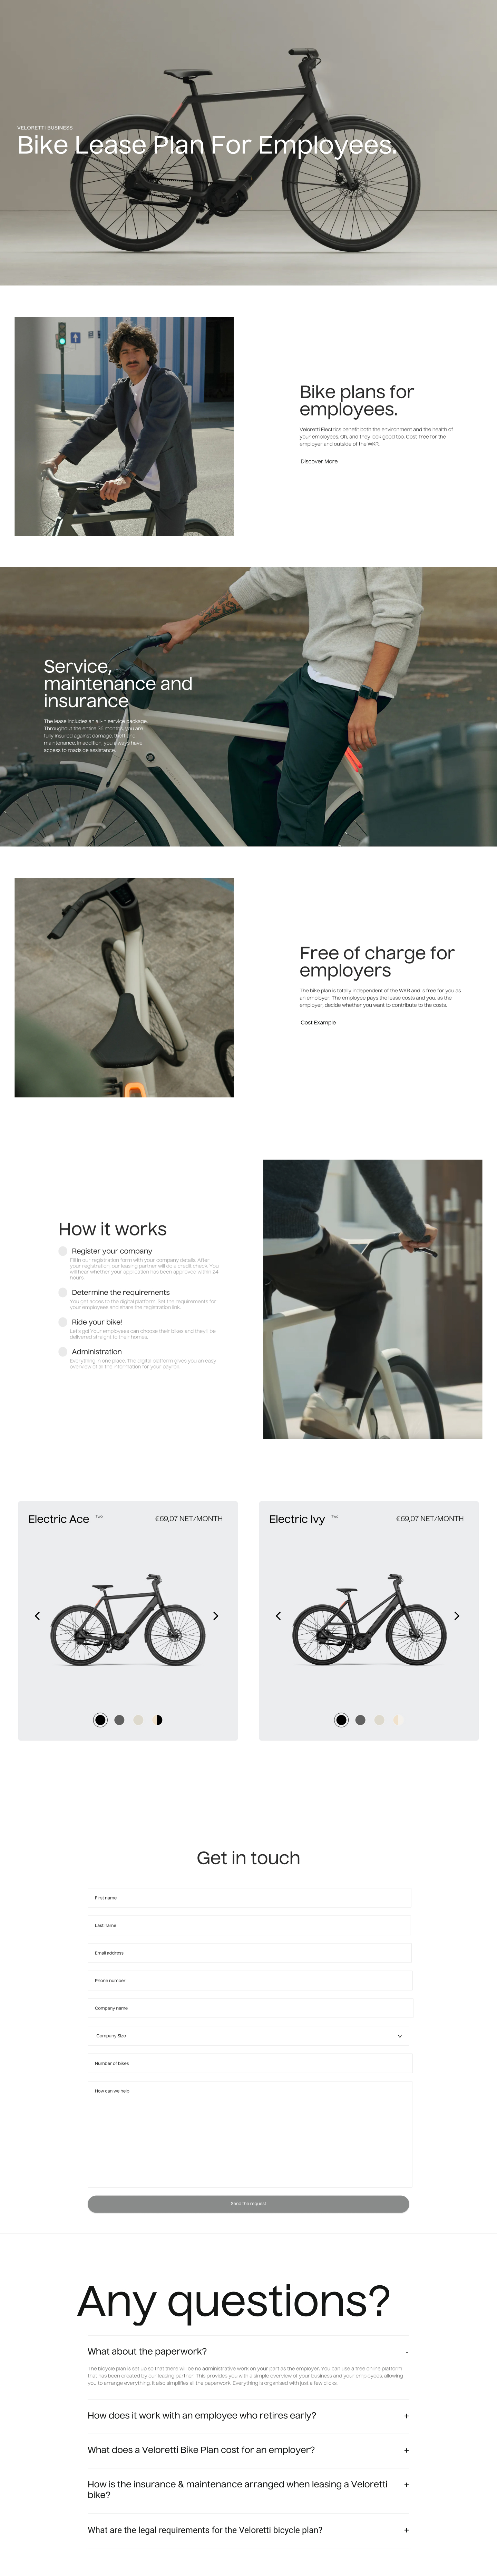 VELORETTI BUSINESS
Bike Lease Plan For Employees.
Bike plans for
employees.
Veloretti Electrics benefit both the environment and the health of
your employees. Oh, and they look good too. Cost-free for the
employer and outside of the WKR.
Discover More
Service,
maintenance and
insurance
The lease includes an all-in service package.
Throughout the entire 36 months, you are
fully insured against damage, theft and
maintenance. In addition, you always have
access to roadside assistance.
Free of charge for
employers
The bike plan is totally independent of the WKR and is free for you as
an employer. The employee pays the lease costs and you, as the
employer, decide whether you want to contribute to the costs.
Cost Example
How it works
Register your company
Fill in our registration form with your company details. After
your registration, our leasing partner will do a credit check. You
will hear whether your application has been approved within 24
hours.
Determine the requirements
You get access to the digital platform. Set the requirements for
your employees and share the registration link.
Ride your bike!
Let's go! Your employees can choose their bikes and they'll be
delivered straight to their homes.
Administration
Everything in one place. The digital platform gives you an easy
overview of all the information for your payroll.
Electric Ace Two €69,07 NET/MONTH
Electric Ivy Two €69,07 NET/MONTH
Get in touch
First name
Last name
Email address
Phone number
Company name
Company Size
Number of bikes
How can we help
Send the request
Any questions?
What about the paperwork? -
The bicycle plan is set up so that there will be no administrative work on your part as the employer. You can use a free online platform
that has been created by our leasing partner. This provides you with a simple overview of your business and your employees, allowing
you to arrange everything. It also simplifies all the paperwork. Everything is organised with just a few clicks.
How does it work with an employee who retires early? +
What does a Veloretti Bike Plan cost for an employer? +
How is the insurance & maintenance arranged when leasing a Veloretti
bike? +
What are the legal requirements for the Veloretti bicycle plan? +